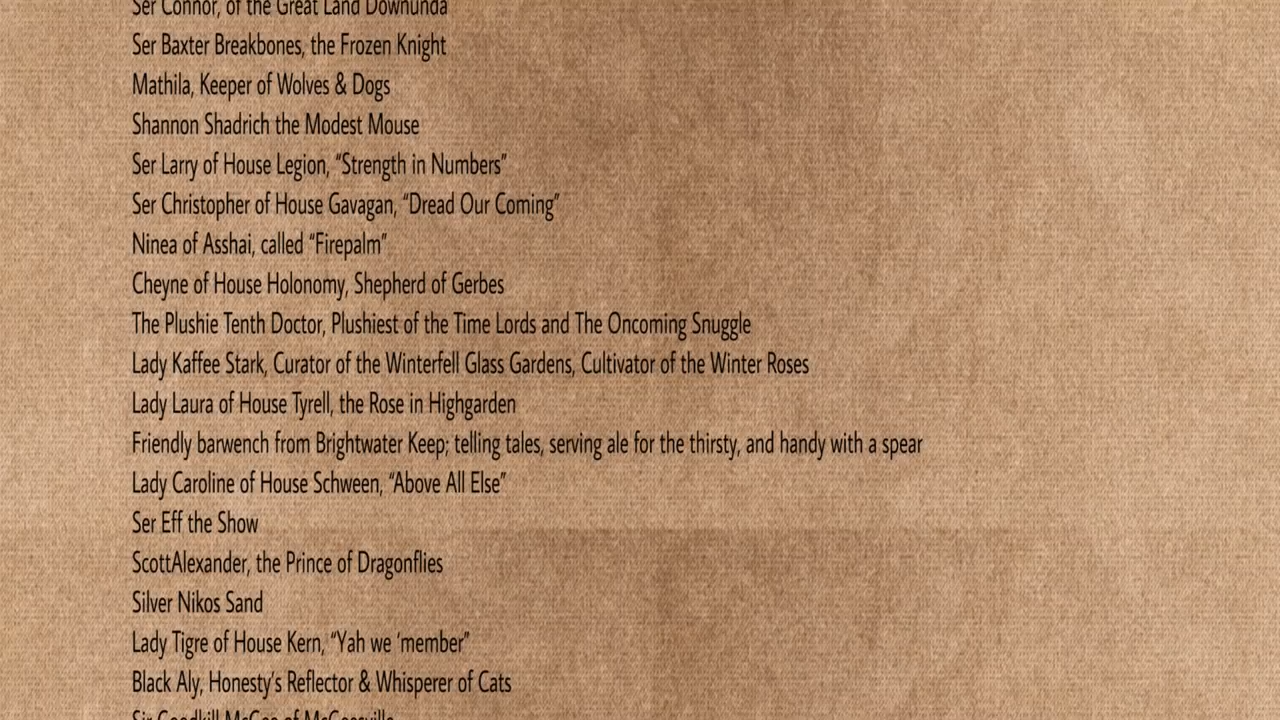 Ser Connor, of the Great Land Downunda
Ser Baxter Breakbones, the Frozen Knight
Mathila, Keeper of Wolves & Dogs
Shannon Shadrich the Modest Mouse
Ser Larry of House Legion, “Strength in Numbers”
Ser Christopher of House Gavagan, “Dread Our Coming”
Ninea of Asshai, called “Firepalm”
Cheyne of House Holonomy, Shepherd of Gerbes
The Plushie Tenth Doctor, Plushiest of the Time Lords and The Oncoming Snuggle
Lady Kaffee Stark, Curator of the Winterfell Glass Gardens, Cultivator of the Winter Roses
Lady Laura of House Tyrell, the Rose in Highgarden
Friendly barwench from Brightwater Keep; telling tales, serving ale for the thirsty, and handy with a spear
Lady Caroline of House Schween, “Above All Else”
Ser Eff the Show
ScottAlexander, the Prince of Dragonflies
Silver Nikos Sand
Lady Tigre of House Kern, “Yah we ‘member”
Black Aly, Honesty’s Reflector & Whisperer of Cats